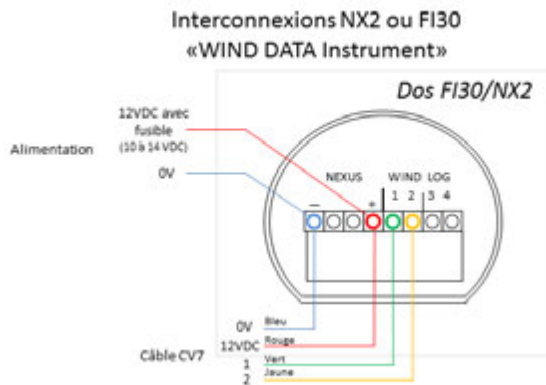 Interconnexions NX2 ou FI30
«WIND DATA Instrument»
Dos FI30/NX2
12VDC avec
fusible
(10 à 14 VDC)
Alimentation
0V
NEXUS
WIND LOG
1 2 3 4
— +
0V Bleu
12VDC Rouge
Câble CV7
1 Vert
2 Jaune